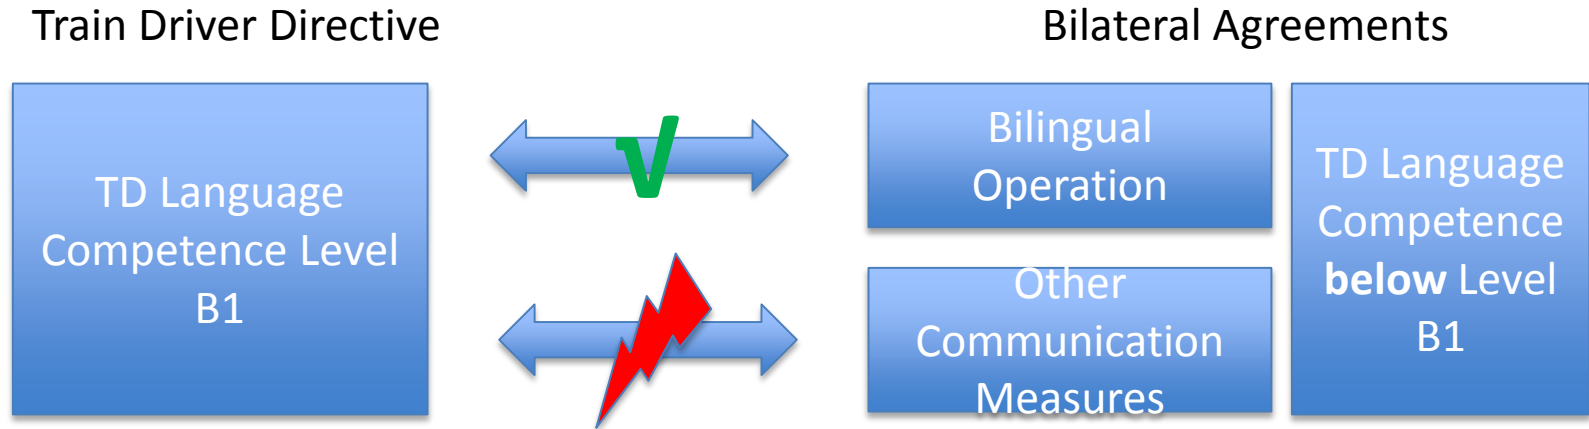 Train Driver Directive
Bilateral Agreements
TD Language
Competence Level
B1
√
Bilingual
Operation
Other
Communication
Measures
TD Language
Competence
below Level
B1